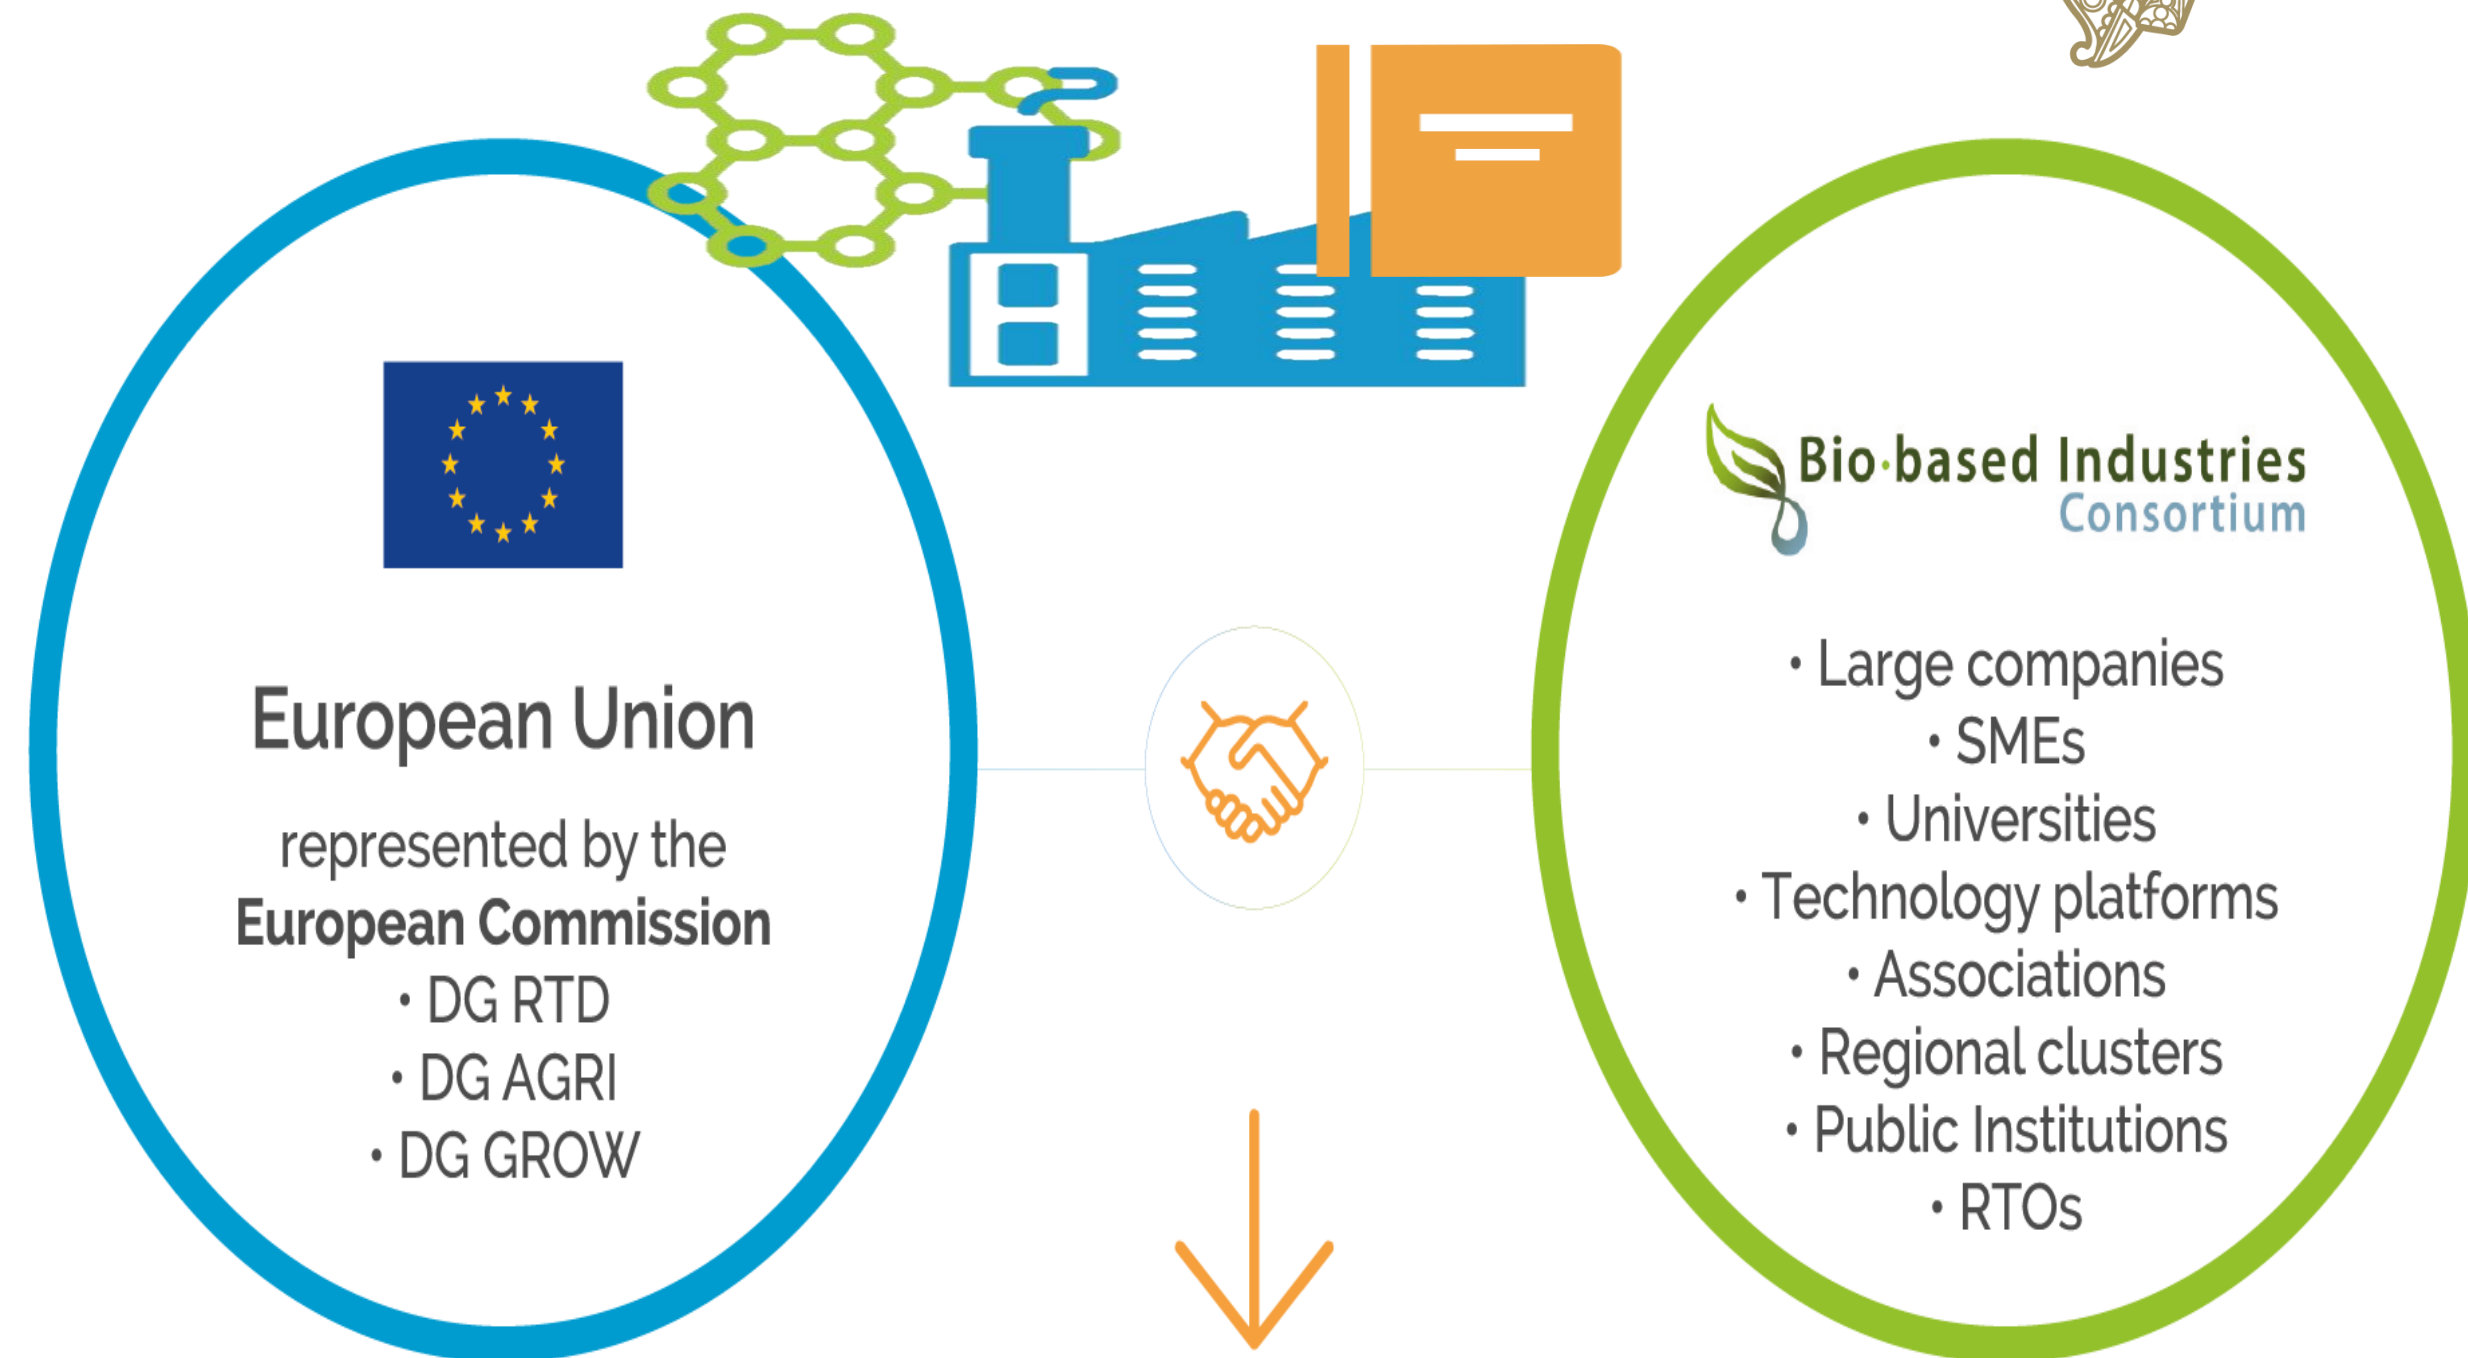 European Union
represented by the
European Commission
• DG RTD
• DG AGRI
• DG GROW
Bio·based Industries
Consortium
• Large companies
• SMEs
• Universities
• Technology platforms
• Associations
• Regional clusters
• Public Institutions
• RTOs